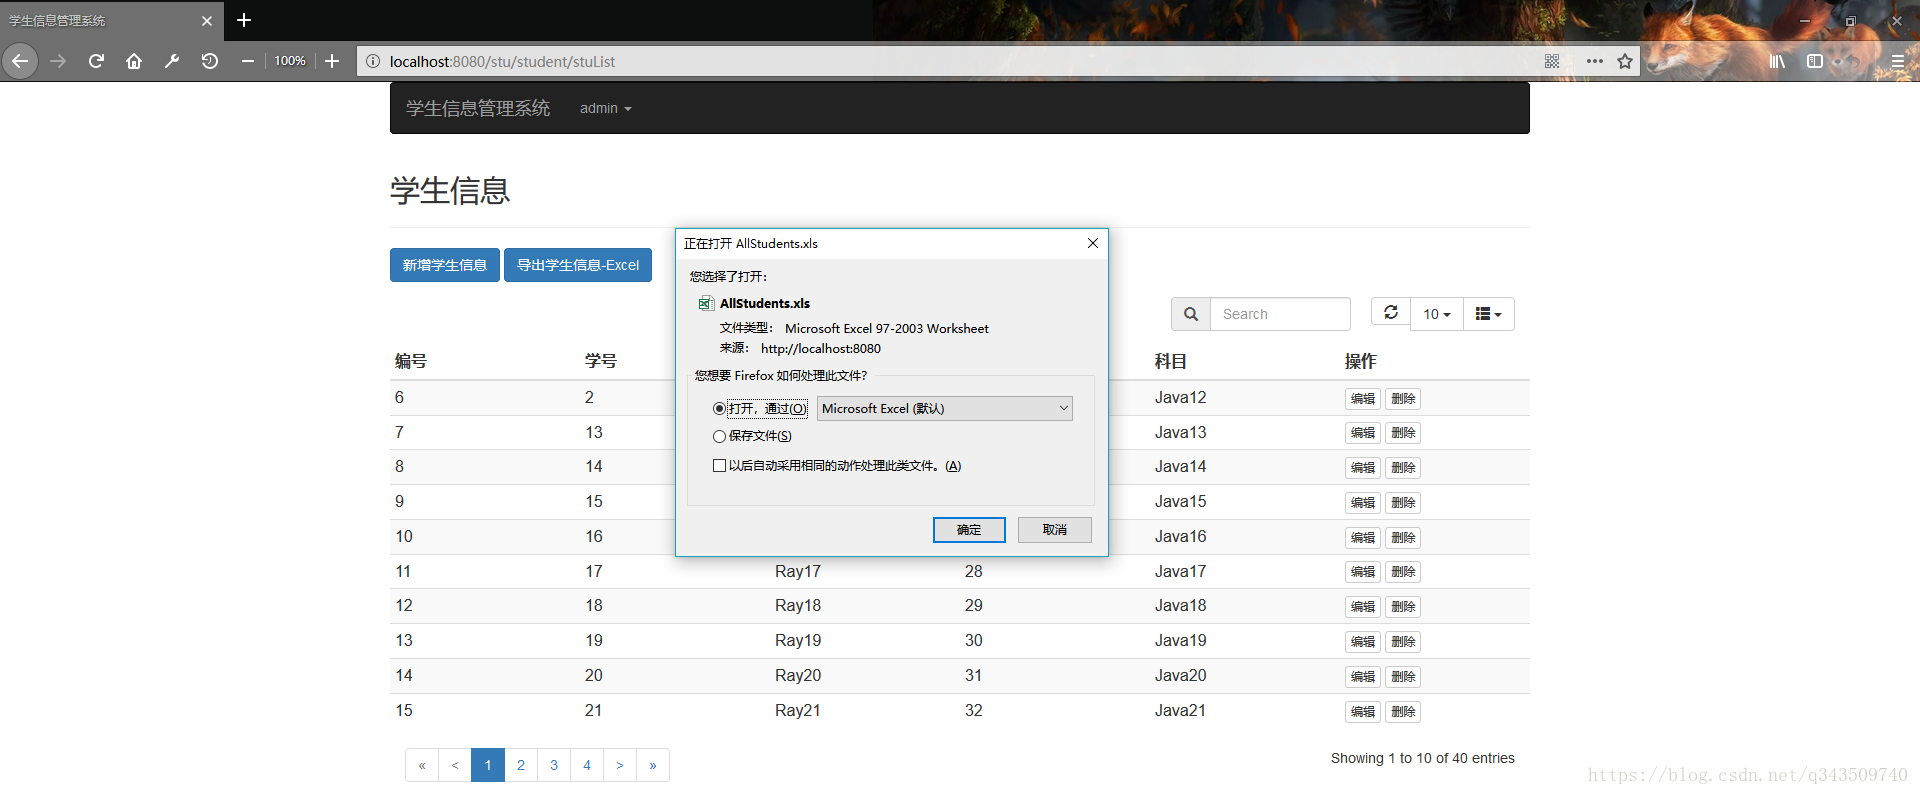 学生信息管理系统
100%
localhost:8080/stu/student/stuList
学生信息管理系统 admin
学生信息
新增学生信息 导出学生信息-Excel
正在打开 AllStudents.xls
您选择了打开：
AllStudents.xls
文件类型： Microsoft Excel 97-2003 Worksheet
来源： http://localhost:8080
您想要 Firefox 如何处理此文件？
打开，通过(O) Microsoft Excel (默认)
保存文件(S)
以后自动采用相同的动作处理此类文件。(A)
确定 取消
Search 10
编号 学号 科目 操作
6 2 Java12 编辑 删除
7 13 Java13 编辑 删除
8 14 Java14 编辑 删除
9 15 Java15 编辑 删除
10 16 Java16 编辑 删除
11 17 Ray17 28 Java17 编辑 删除
12 18 Ray18 29 Java18 编辑 删除
13 19 Ray19 30 Java19 编辑 删除
14 20 Ray20 31 Java20 编辑 删除
15 21 Ray21 32 Java21 编辑 删除
« < 1 2 3 4 > »
Showing 1 to 10 of 40 entries
https://blog.csdn.net/q343509740